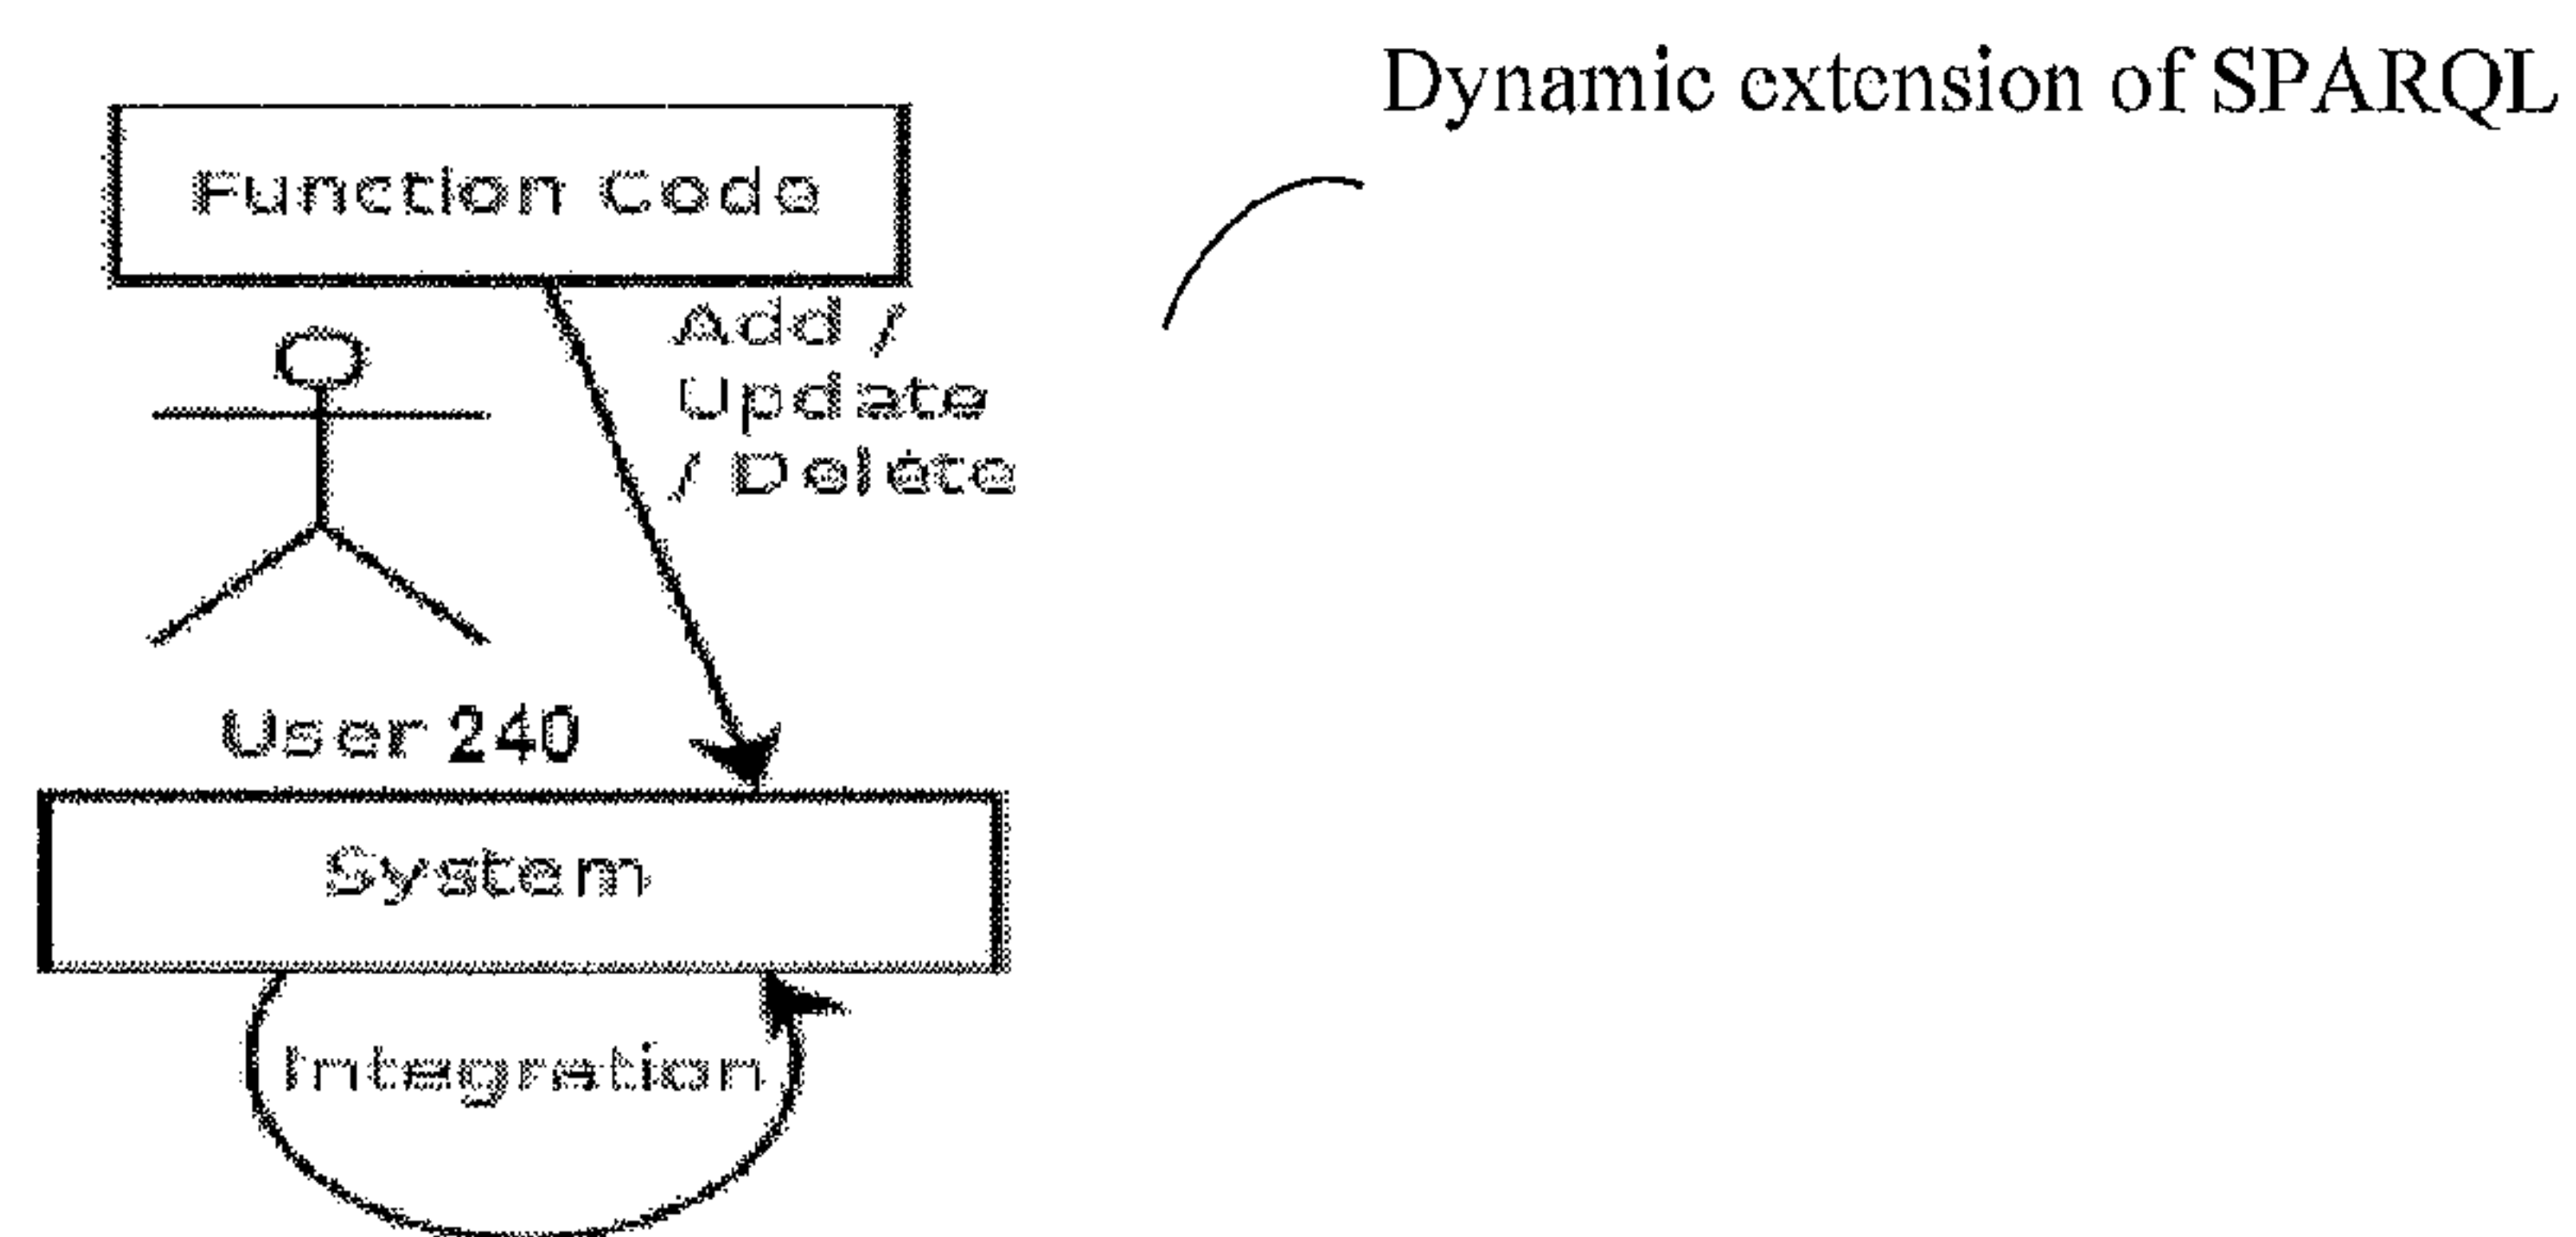 Dynamic extension of SPARQL
Function Code
Add /
Update
/ Delete
User 240
System
Integration